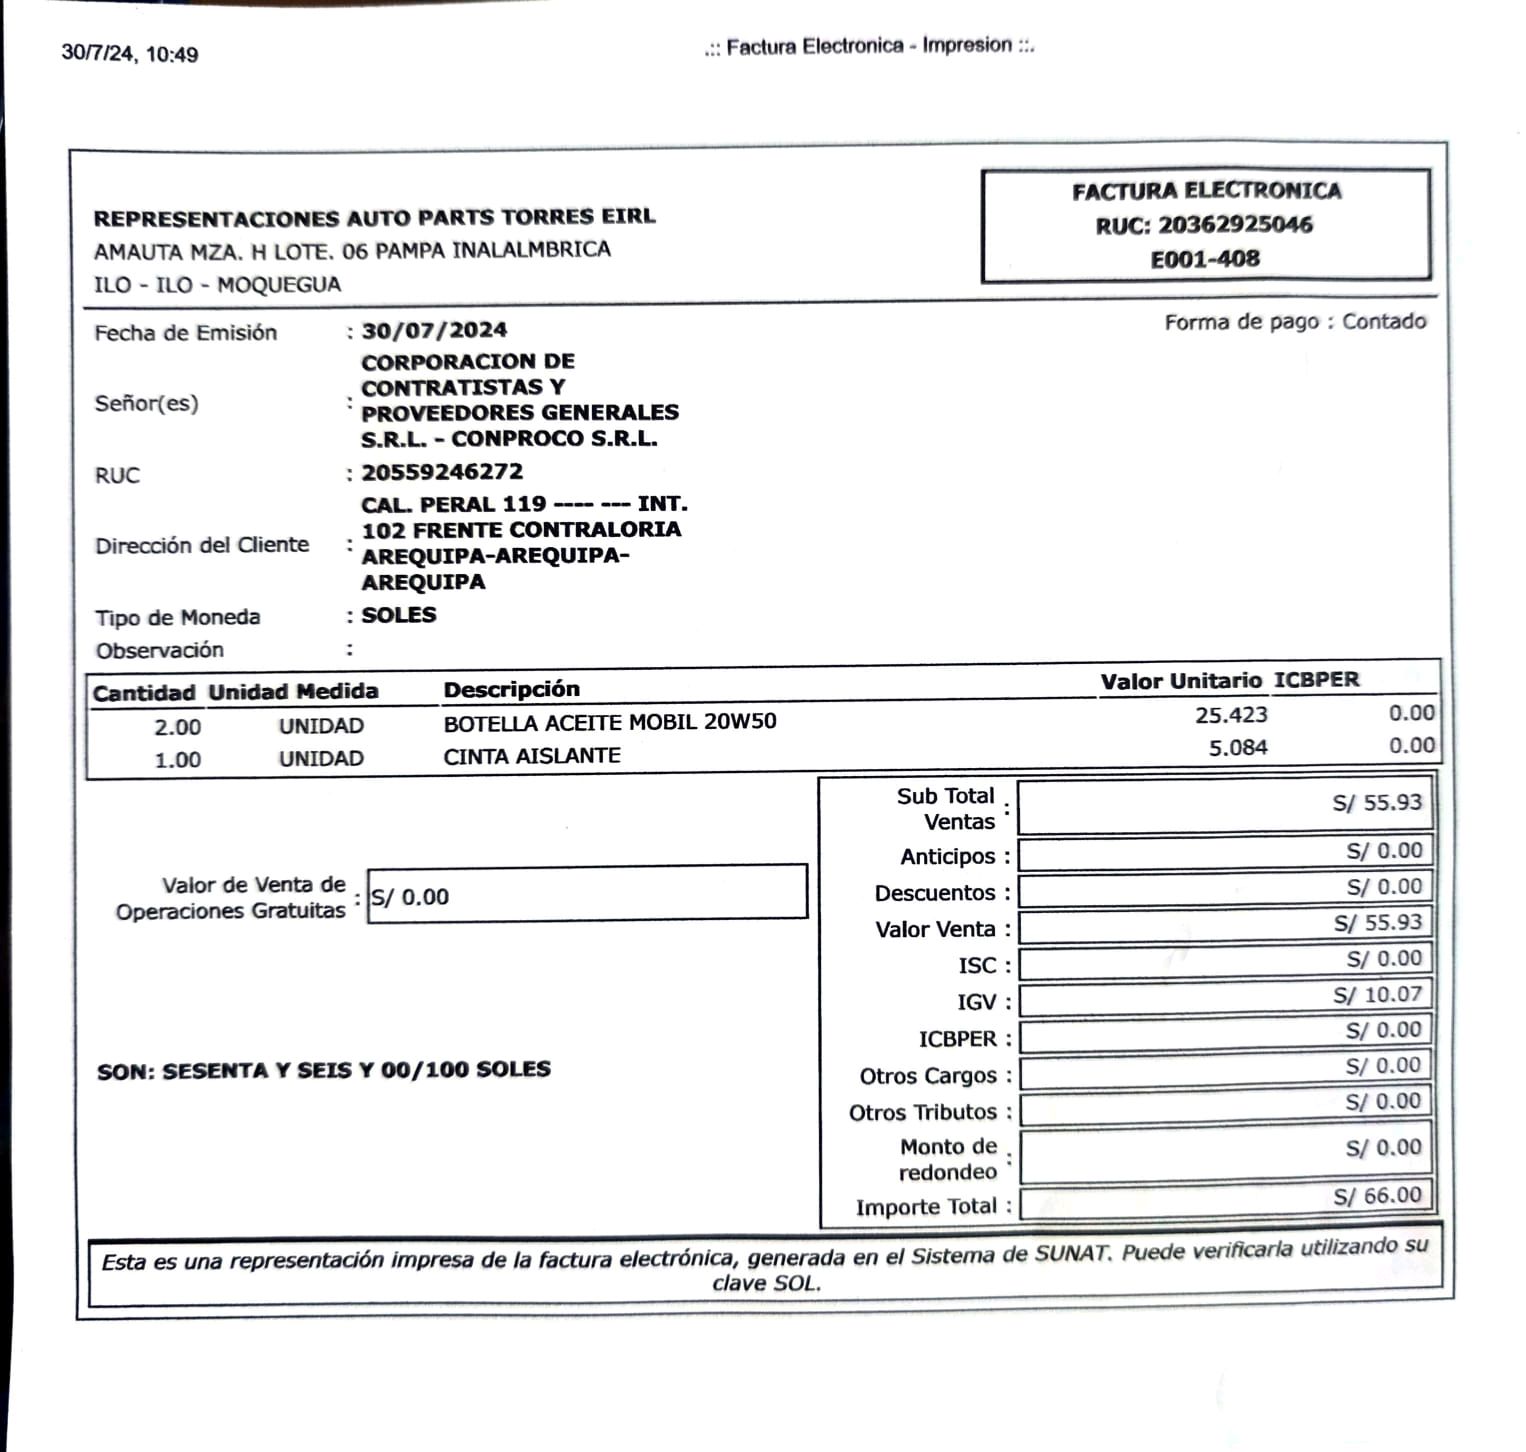 30/7/24, 10:49
.:: Factura Electronica - Impresion ::.
REPRESENTACIONES AUTO PARTS TORRES EIRL
AMAUTA MZA. H LOTE. 06 PAMPA INALALMBRICA
ILO - ILO - MOQUEGUA
FACTURA ELECTRONICA
RUC: 20362925046
E001-408
Forma de pago : Contado
Fecha de Emisión : 30/07/2024
Señor(es) : CORPORACION DE
CONTRATISTAS Y
PROVEEDORES GENERALES
S.R.L. - CONPROCO S.R.L.
RUC : 20559246272
Dirección del Cliente : CAL. PERAL 119 ---- --- INT.
102 FRENTE CONTRALORIA
AREQUIPA-AREQUIPA-
AREQUIPA
Tipo de Moneda : SOLES
Observación :
Cantidad Unidad Medida Descripción Valor Unitario ICBPER
2.00 UNIDAD BOTELLA ACEITE MOBIL 20W50 25.423 0.00
1.00 UNIDAD CINTA AISLANTE 5.084 0.00
Valor de Venta de
Operaciones Gratuitas : S/ 0.00
SON: SESENTA Y SEIS Y 00/100 SOLES
Sub Total
Ventas : S/ 55.93
Anticipos : S/ 0.00
Descuentos : S/ 0.00
Valor Venta : S/ 55.93
ISC : S/ 0.00
IGV : S/ 10.07
ICBPER : S/ 0.00
Otros Cargos : S/ 0.00
Otros Tributos : S/ 0.00
Monto de
redondeo : S/ 0.00
Importe Total : S/ 66.00
Esta es una representación impresa de la factura electrónica, generada en el Sistema de SUNAT. Puede verificarla utilizando su
clave SOL.